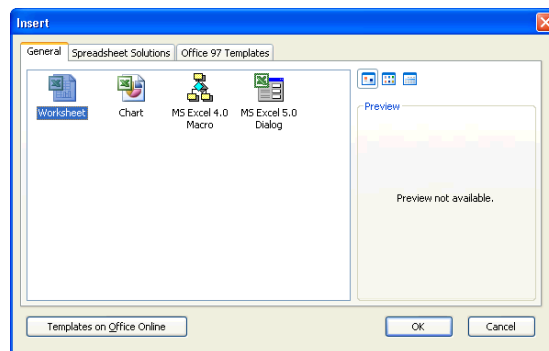 Insert
General Spreadsheet Solutions Office 97 Templates
Worksheet Chart MS Excel 4.0 Macro MS Excel 5.0 Dialog
Preview
Preview not available.
Templates on Office Online OK Cancel